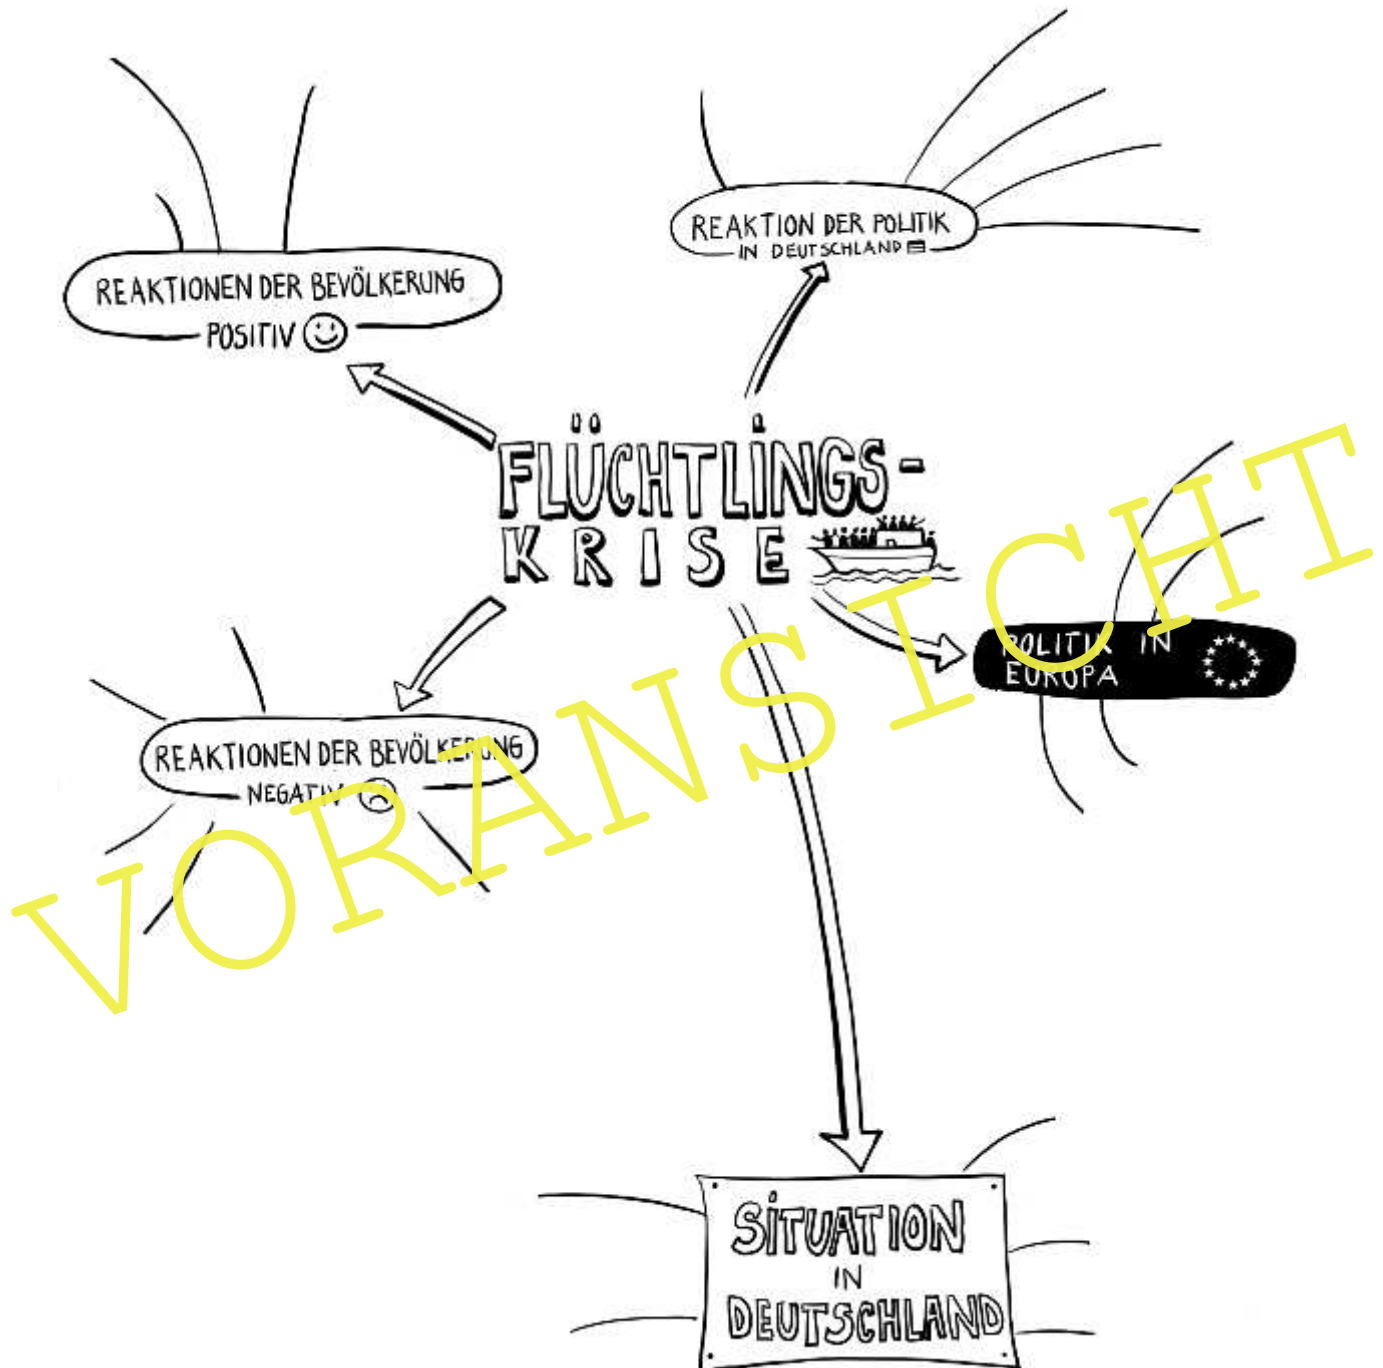 REAKTION DER POLITIK
IN DEUTSCHLAND
REAKTIONEN DER BEVÖLKERUNG
POSITIV
FLÜCHTLINGS-
KRISE
POLITIK IN
EUROPA
REAKTIONEN DER BEVÖLKERUNG
NEGATIV
VORANSICHT
SITUATION
IN
DEUTSCHLAND